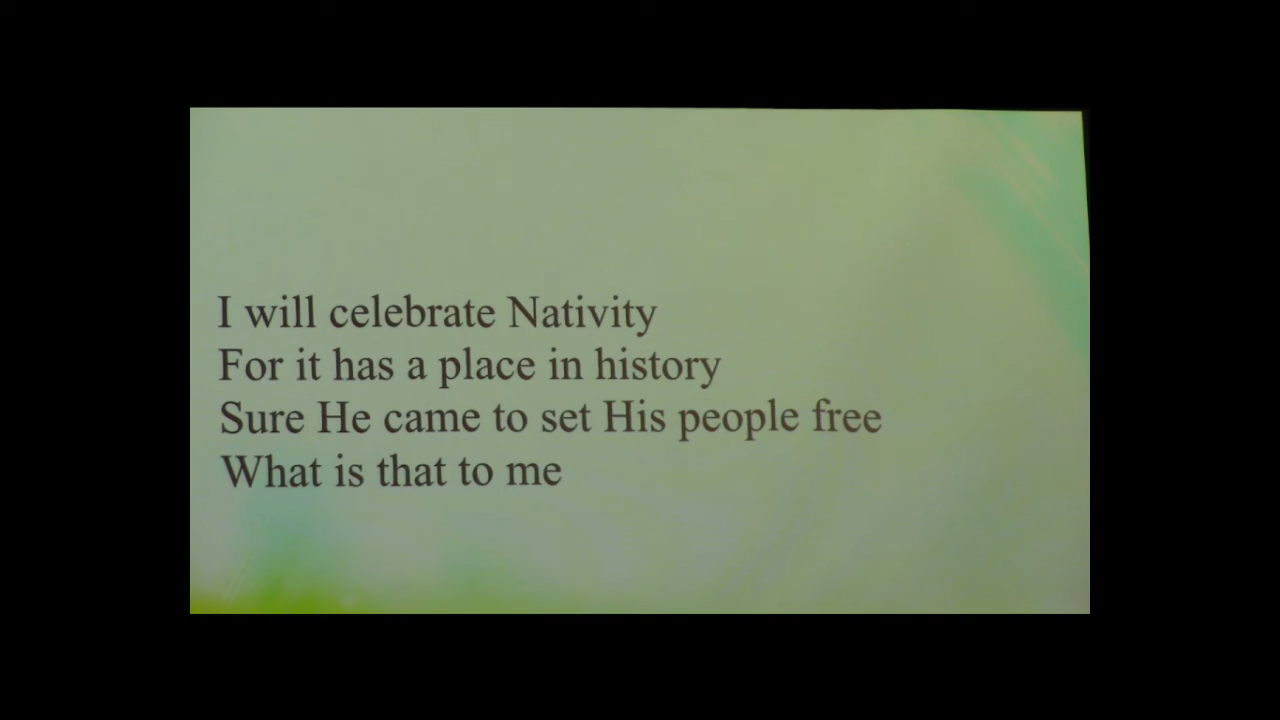 I will celebrate Nativity
For it has a place in history
Sure He came to set His people free
What is that to me